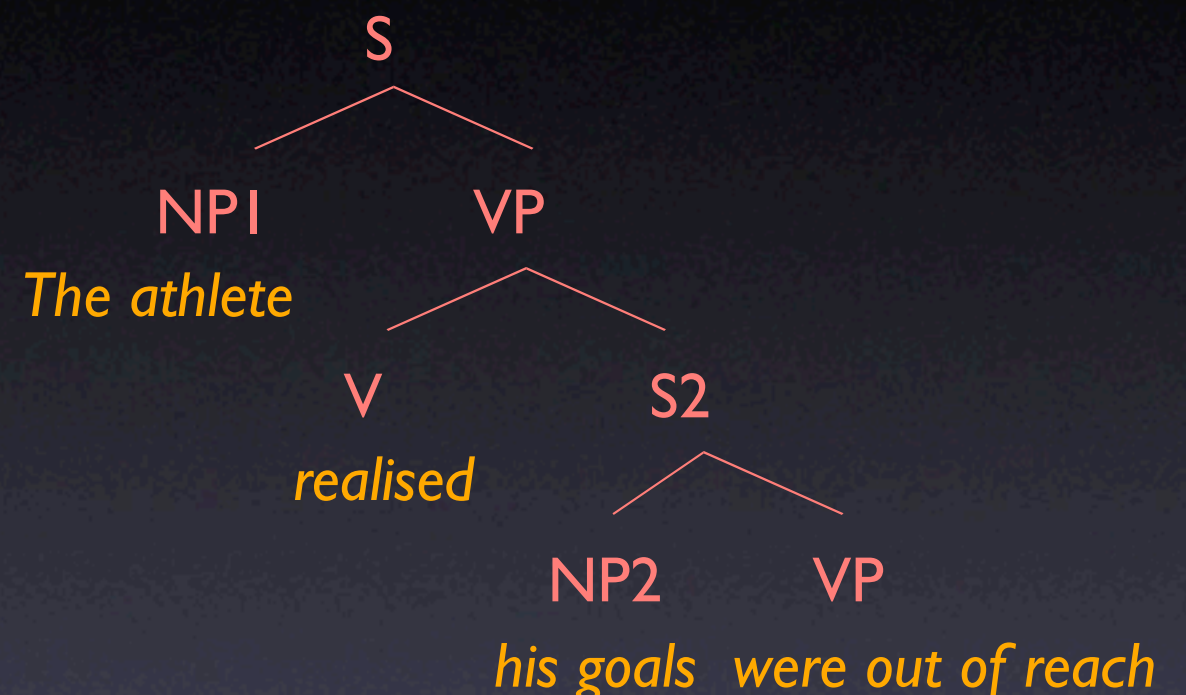 S
NP1 VP
The athlete
V S2
realised
NP2 VP
his goals were out of reach